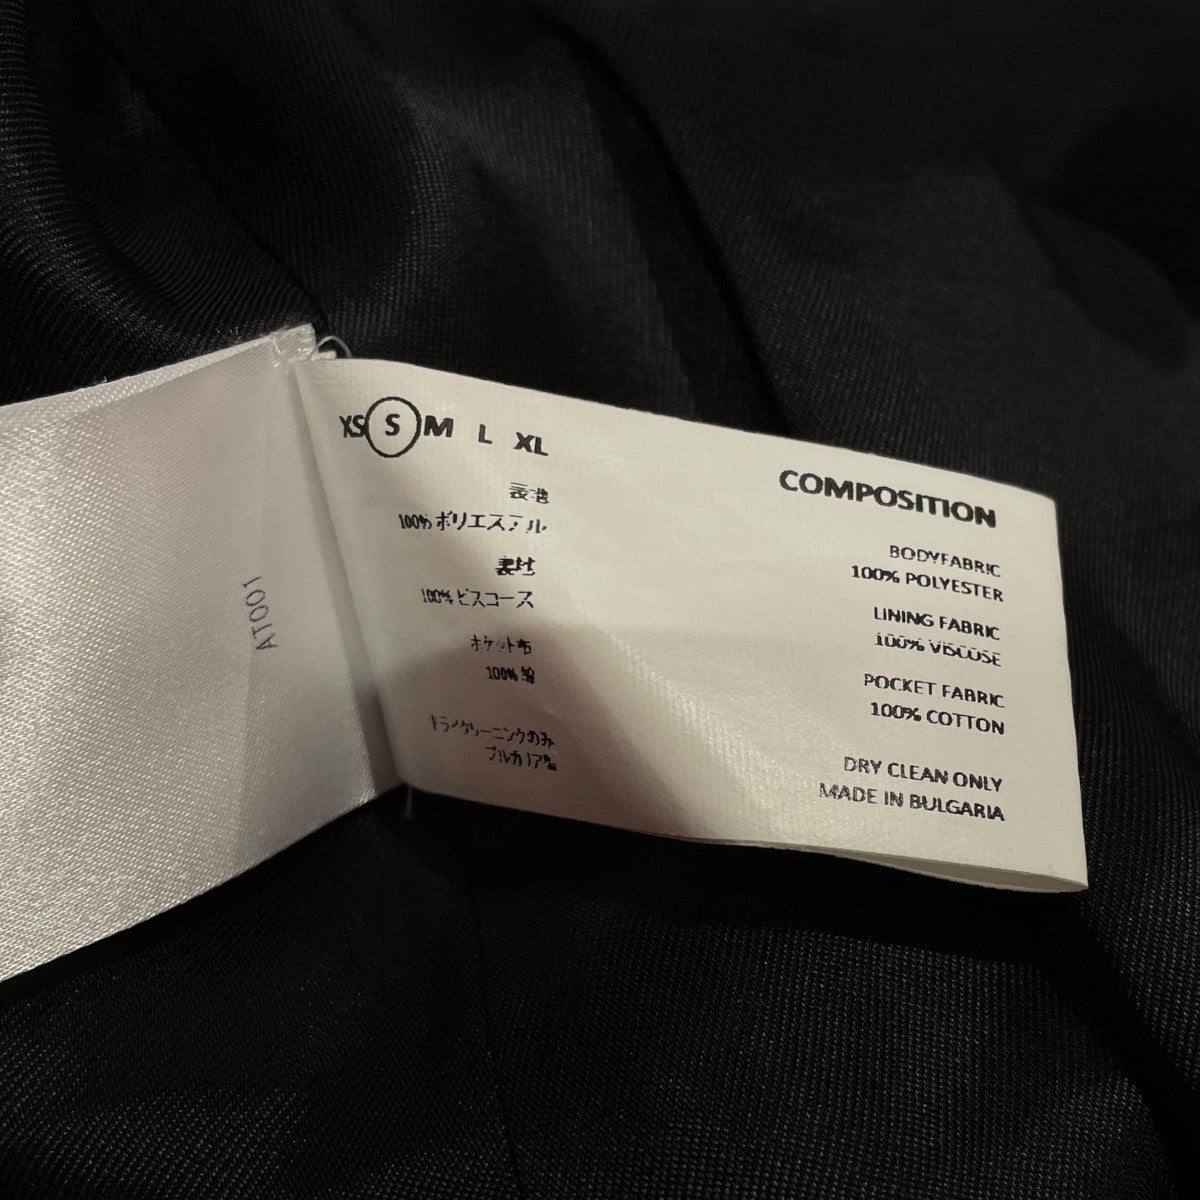 XS S M L XL
表地
100% ポリエステル
表地
100% ビスコース
ポケット布
100% 綿
ドライクリーニングのみ
ブルガリア製
COMPOSITION
BODYFABRIC
100% POLYESTER
LINING FABRIC
100% VISCOSE
POCKET FABRIC
100% COTTON
DRY CLEAN ONLY
MADE IN BULGARIA
AT001